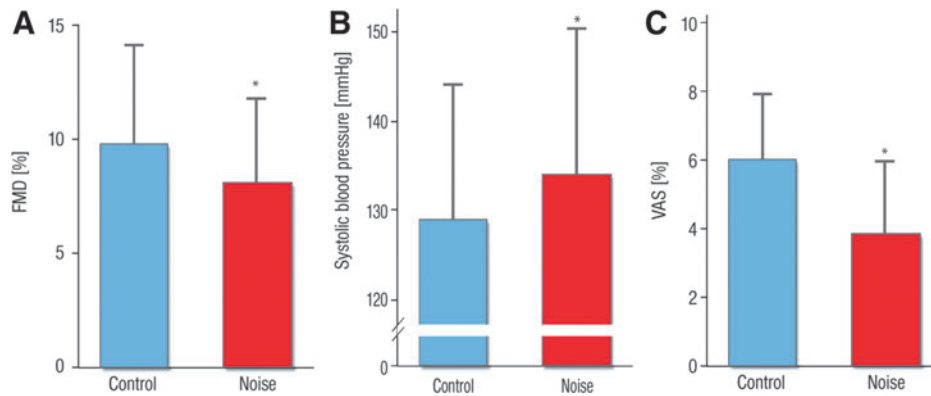 A
FMD [%]
15
10
5
0
*
Control Noise
B
Systolic blood pressure [mmHg]
150
140
130
120
0
*
Control Noise
C
VAS [%]
10
8
6
4
2
0
*
Control Noise